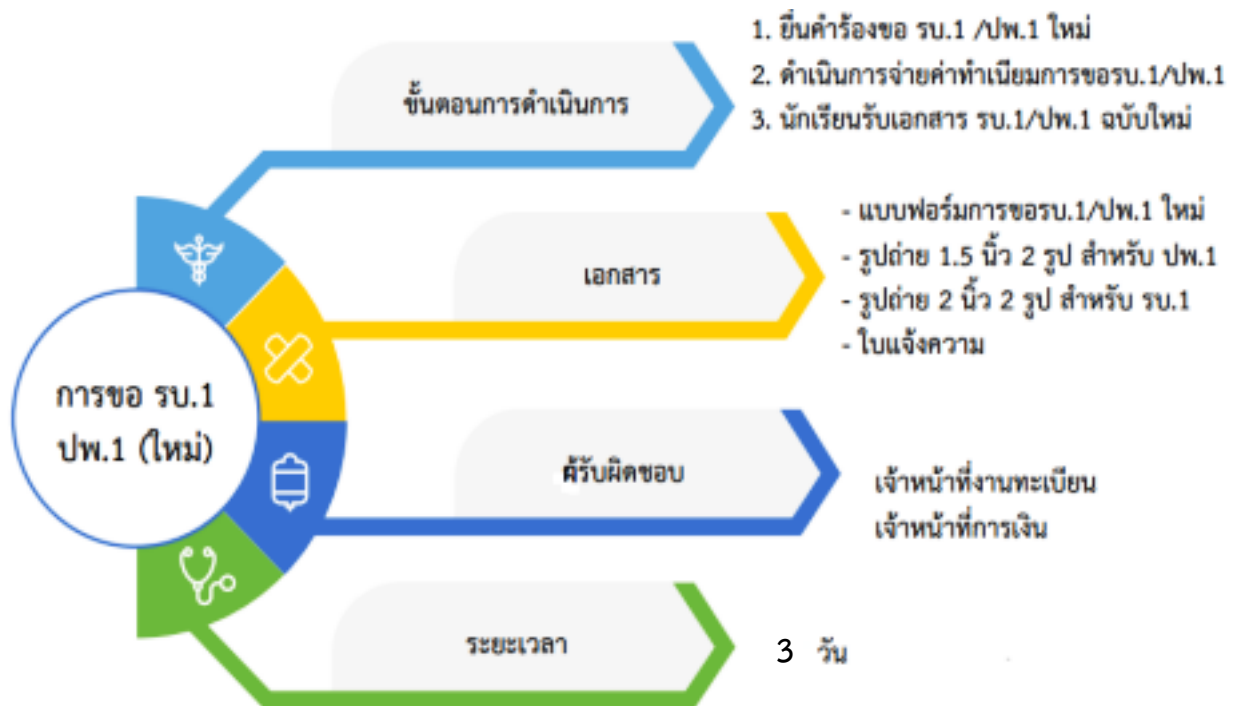 1. ยื่นคำร้องขอ รบ.1 /ปพ.1 ใหม่
2. ดำเนินการจ่ายค่าทำเนียมการขอรบ.1/ปพ.1
3. นักเรียนรับเอกสาร รบ.1/ปพ.1 ฉบับใหม่
ขั้นตอนการดำเนินการ
- แบบฟอร์มการขอรบ.1/ปพ.1 ใหม่
- รูปถ่าย 1.5 นิ้ว 2 รูป สำหรับ ปพ.1
- รูปถ่าย 2 นิ้ว 2 รูป สำหรับ รบ.1
- ใบแจ้งความ
เอกสาร
การขอ รบ.1
ปพ.1 (ใหม่)
ผู้รับผิดชอบ
เจ้าหน้าที่งานทะเบียน
เจ้าหน้าที่การเงิน
ระยะเวลา
3 วัน